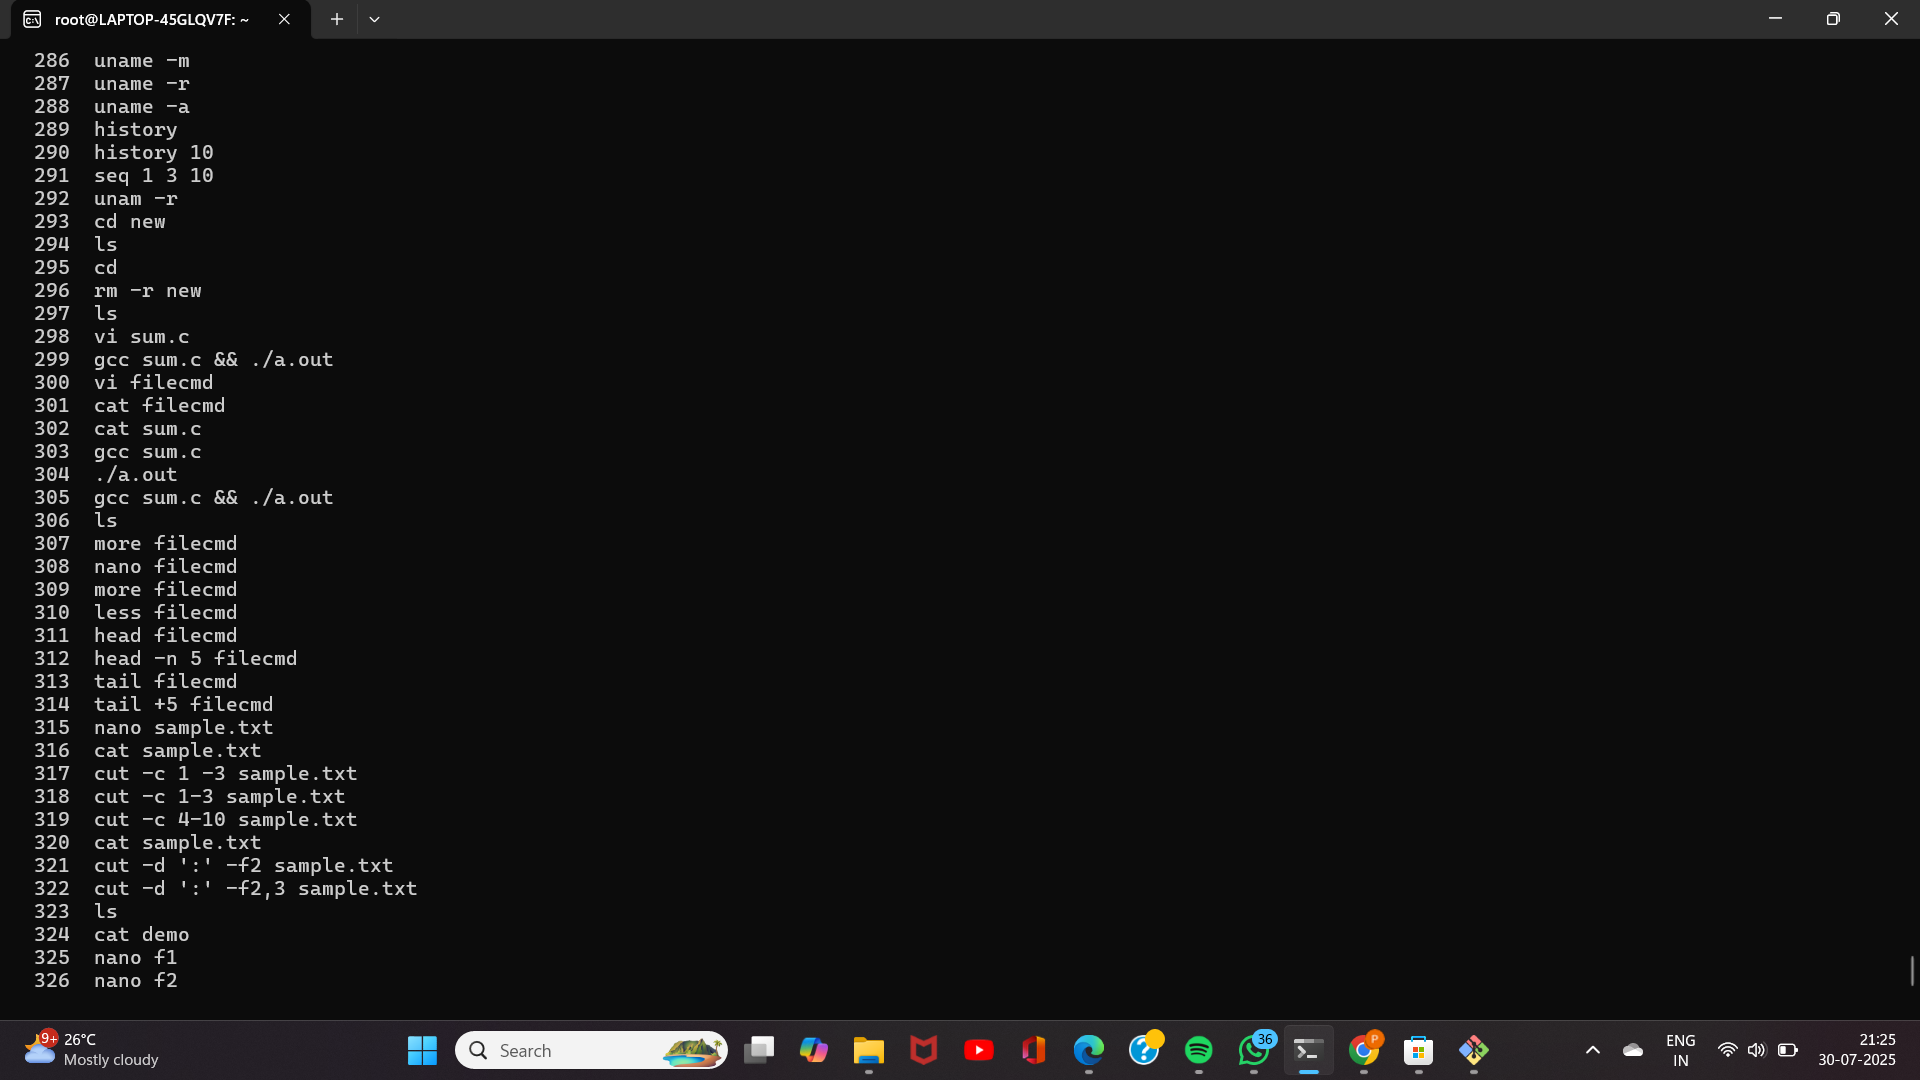 root@LAPTOP-45GLQV7F: ~
286 uname -m
287 uname -r
288 uname -a
289 history
290 history 10
291 seq 1 3 10
292 unam -r
293 cd new
294 ls
295 cd
296 rm -r new
297 ls
298 vi sum.c
299 gcc sum.c && ./a.out
300 vi filecmd
301 cat filecmd
302 cat sum.c
303 gcc sum.c
304 ./a.out
305 gcc sum.c && ./a.out
306 ls
307 more filecmd
308 nano filecmd
309 more filecmd
310 less filecmd
311 head filecmd
312 head -n 5 filecmd
313 tail filecmd
314 tail +5 filecmd
315 nano sample.txt
316 cat sample.txt
317 cut -c 1 -3 sample.txt
318 cut -c 1-3 sample.txt
319 cut -c 4-10 sample.txt
320 cat sample.txt
321 cut -d ':' -f2 sample.txt
322 cut -d ':' -f2,3 sample.txt
323 ls
324 cat demo
325 nano f1
326 nano f2
9+
26°C
Mostly cloudy
Search
36
P
ENG
IN
21:25
30-07-2025